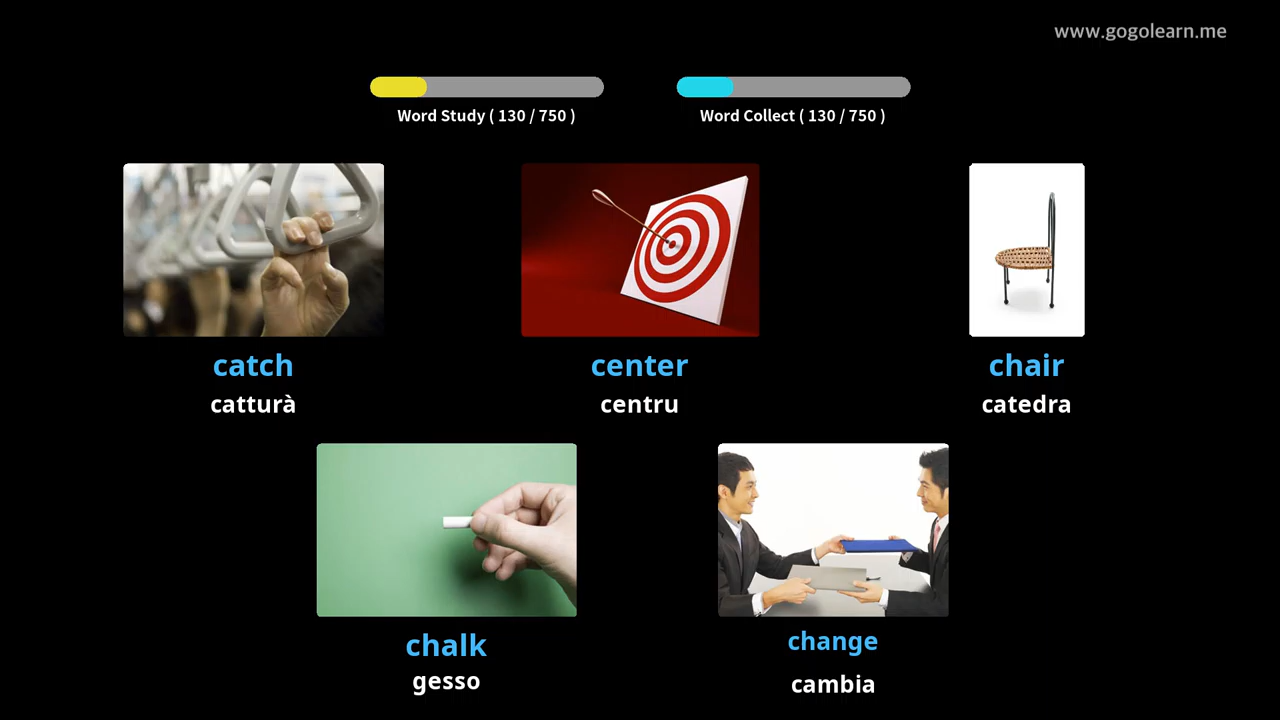 www.gogolearn.me
Word Study ( 130 / 750 )
Word Collect ( 130 / 750 )
catch
catturà
center
centru
chair
catedra
chalk
gesso
change
cambia